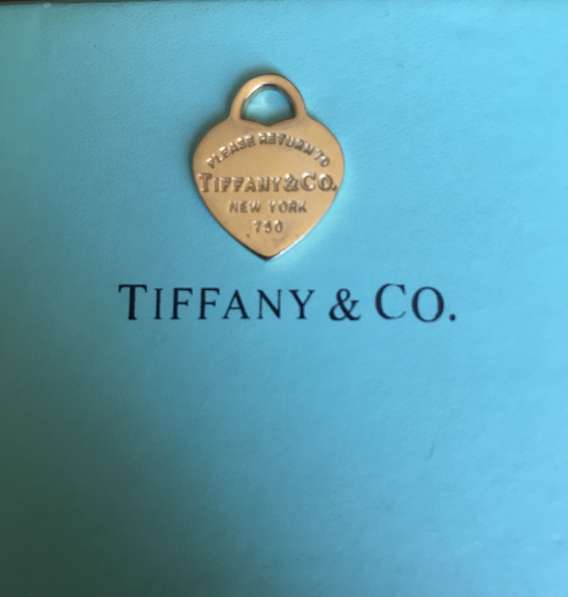 PLEASE RETURN TO
TIFFANY & CO.
NEW YORK
750
TIFFANY & CO.